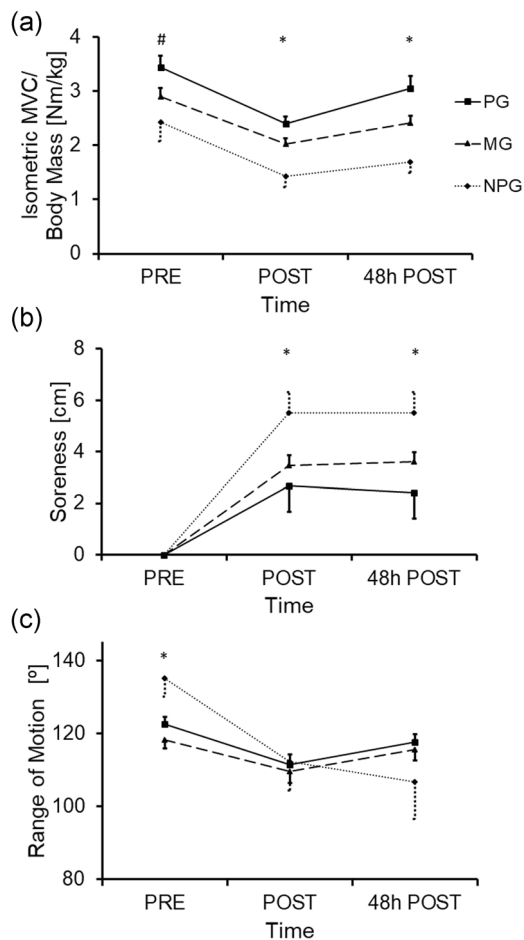 (a)
Isometric MVC/
Body Mass [Nm/kg]
4
3
2
1
0
#
*
*
PG
MG
NPG
PRE
POST
48h POST
Time
(b)
Soreness [cm]
8
6
4
2
0
*
*
PRE
POST
48h POST
Time
(c)
Range of Motion [º]
140
120
100
80
*
PRE
POST
48h POST
Time